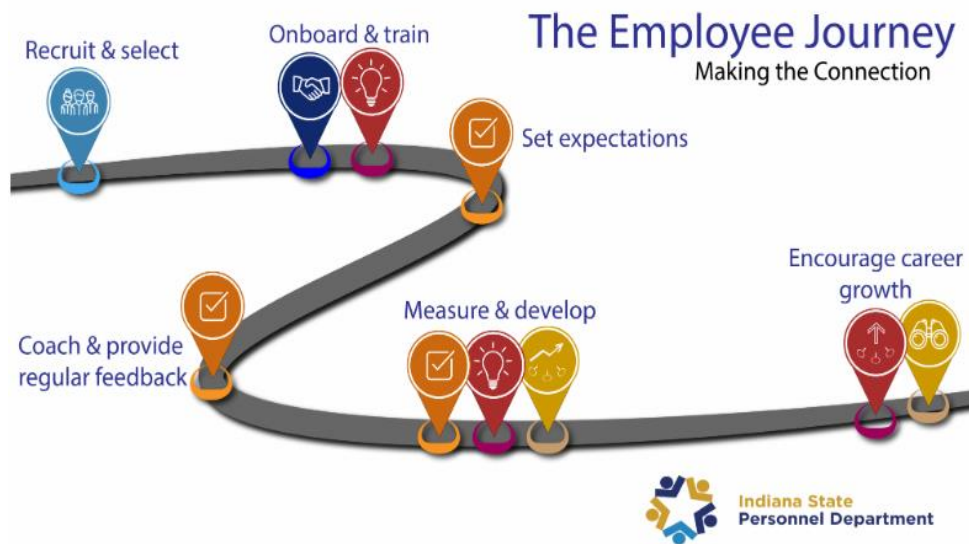 The Employee Journey
Making the Connection
Recruit & select
Onboard & train
Set expectations
Coach & provide
regular feedback
Measure & develop
Encourage career
growth
Indiana State
Personnel Department